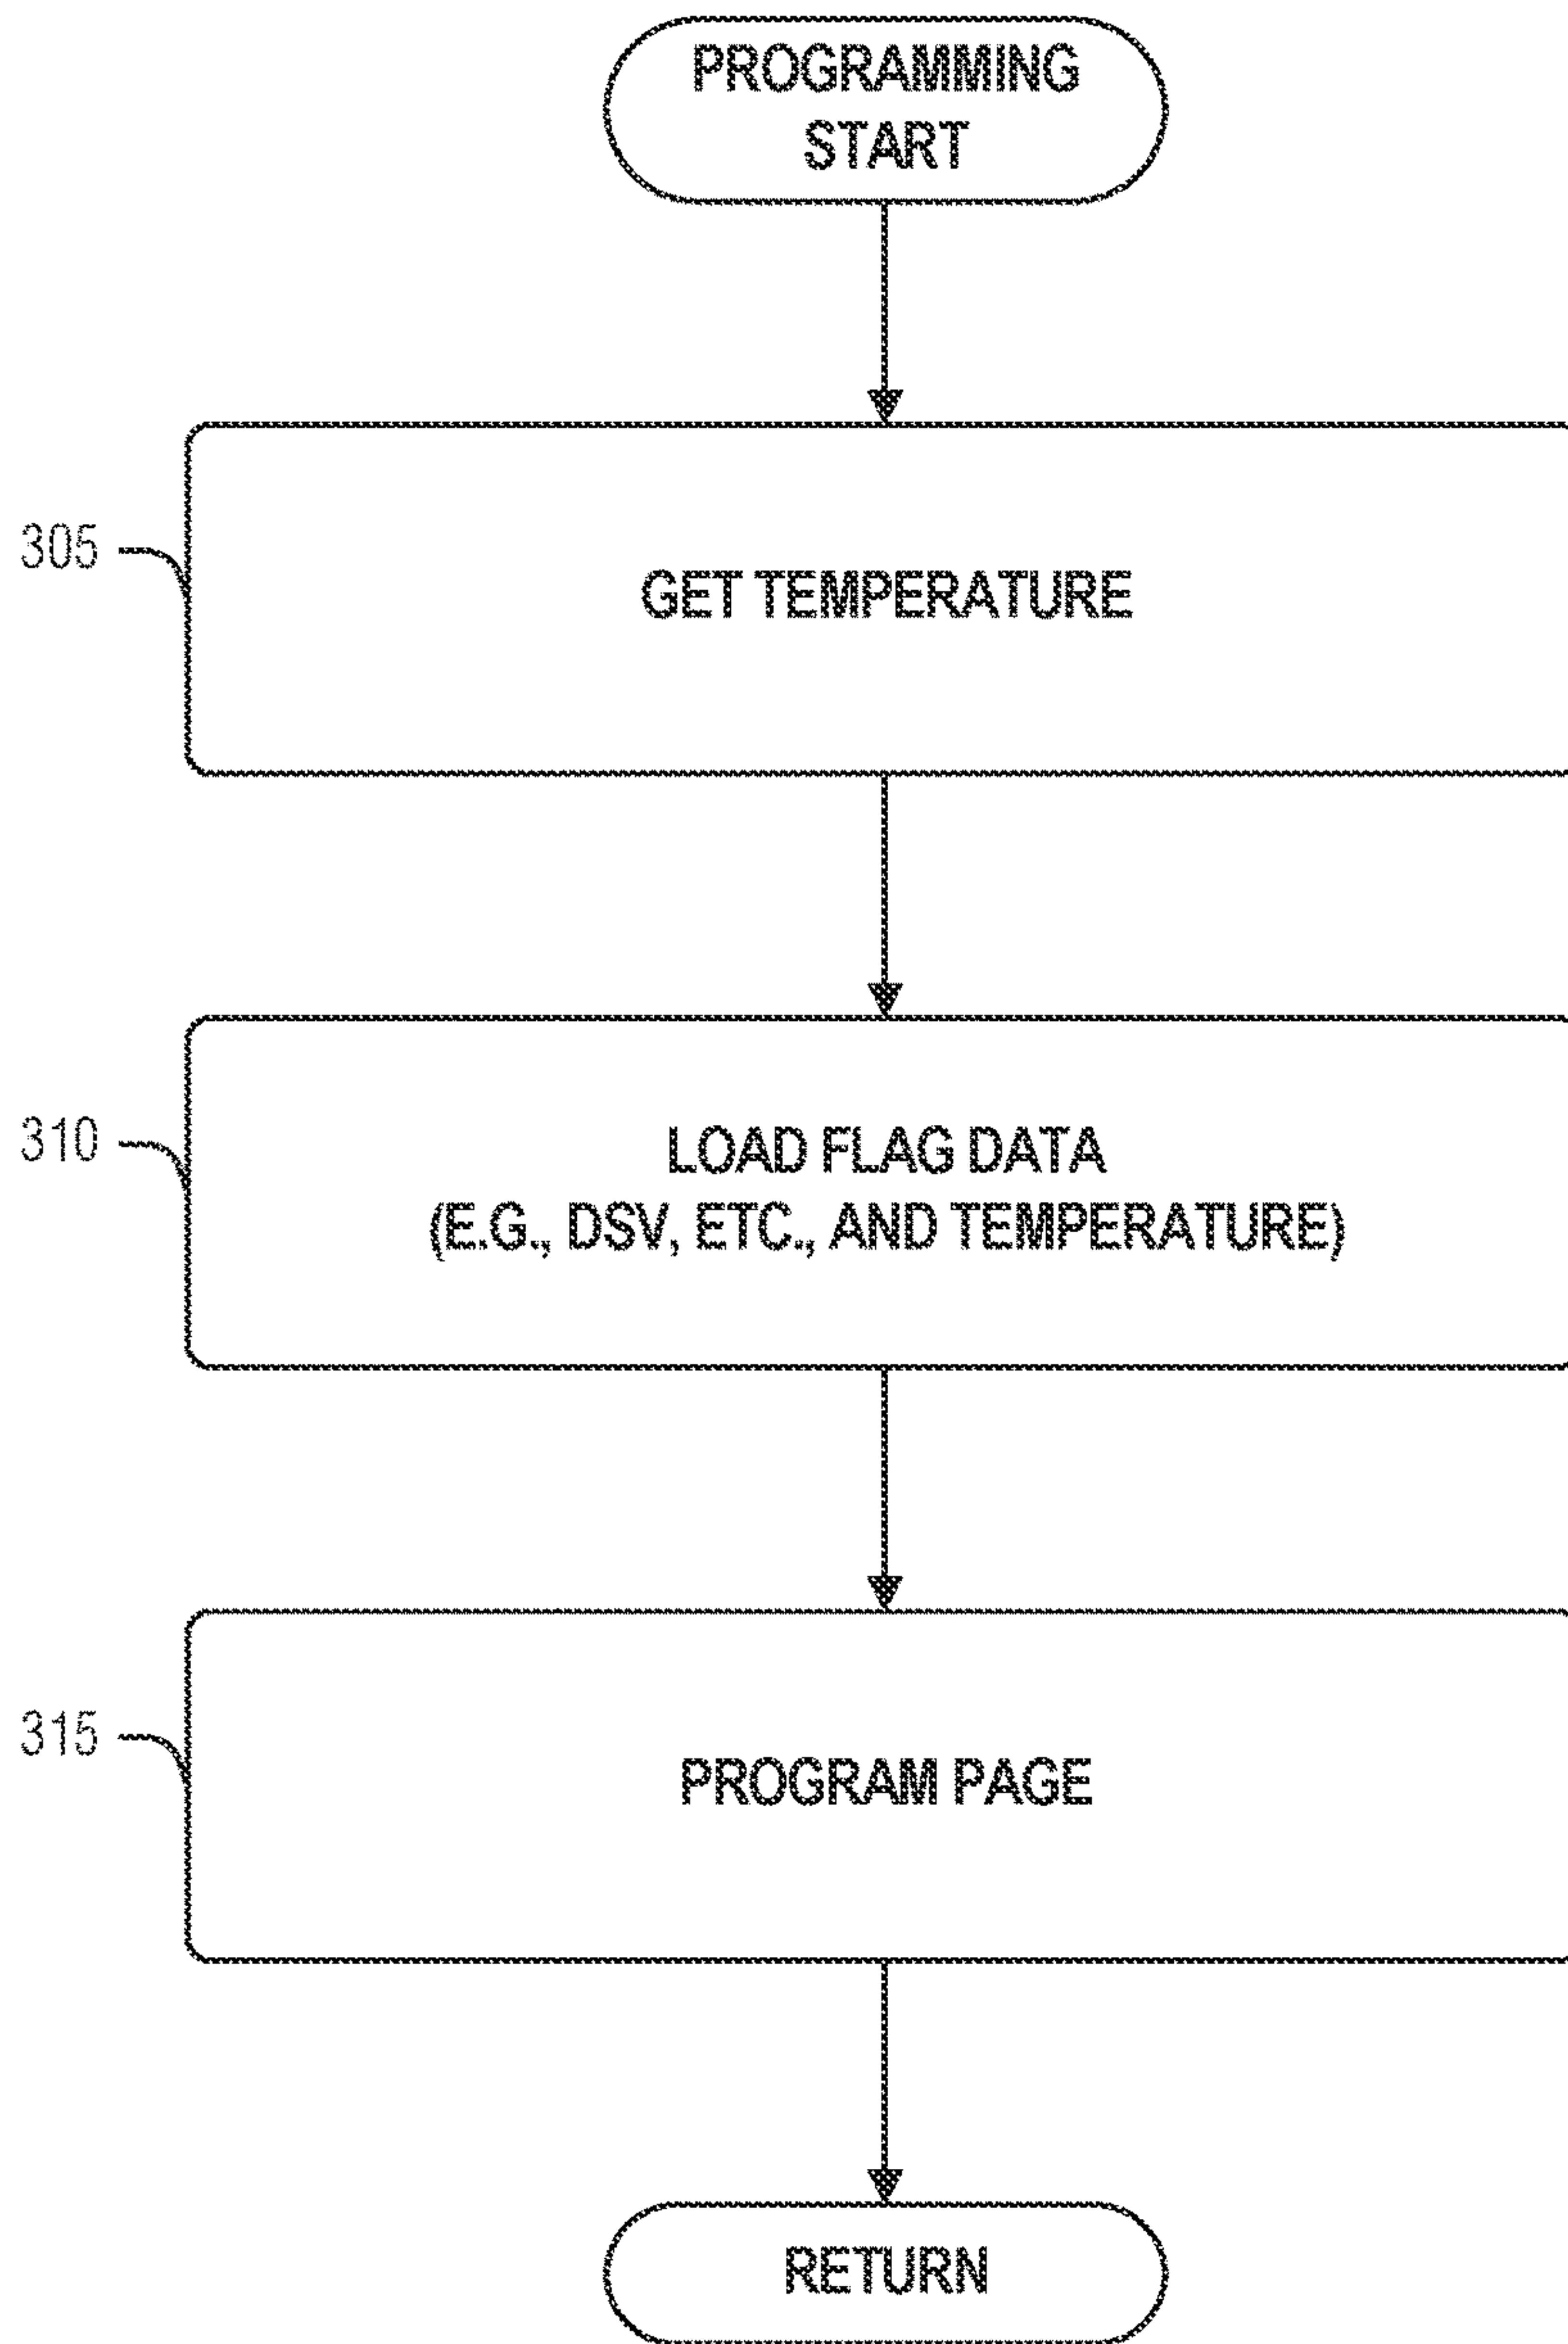 PROGRAMMING
START
305
GET TEMPERATURE
310
LOAD FLAG DATA
(E.G., DSV, ETC., AND TEMPERATURE)
315
PROGRAM PAGE
RETURN